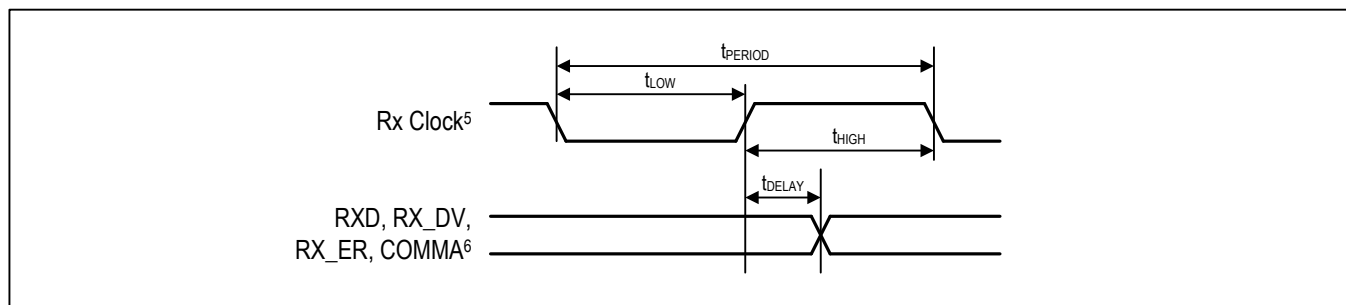 tPERIOD
tLOW
Rx Clock5
tHIGH
tDELAY
RXD, RX_DV,
RX_ER, COMMA6